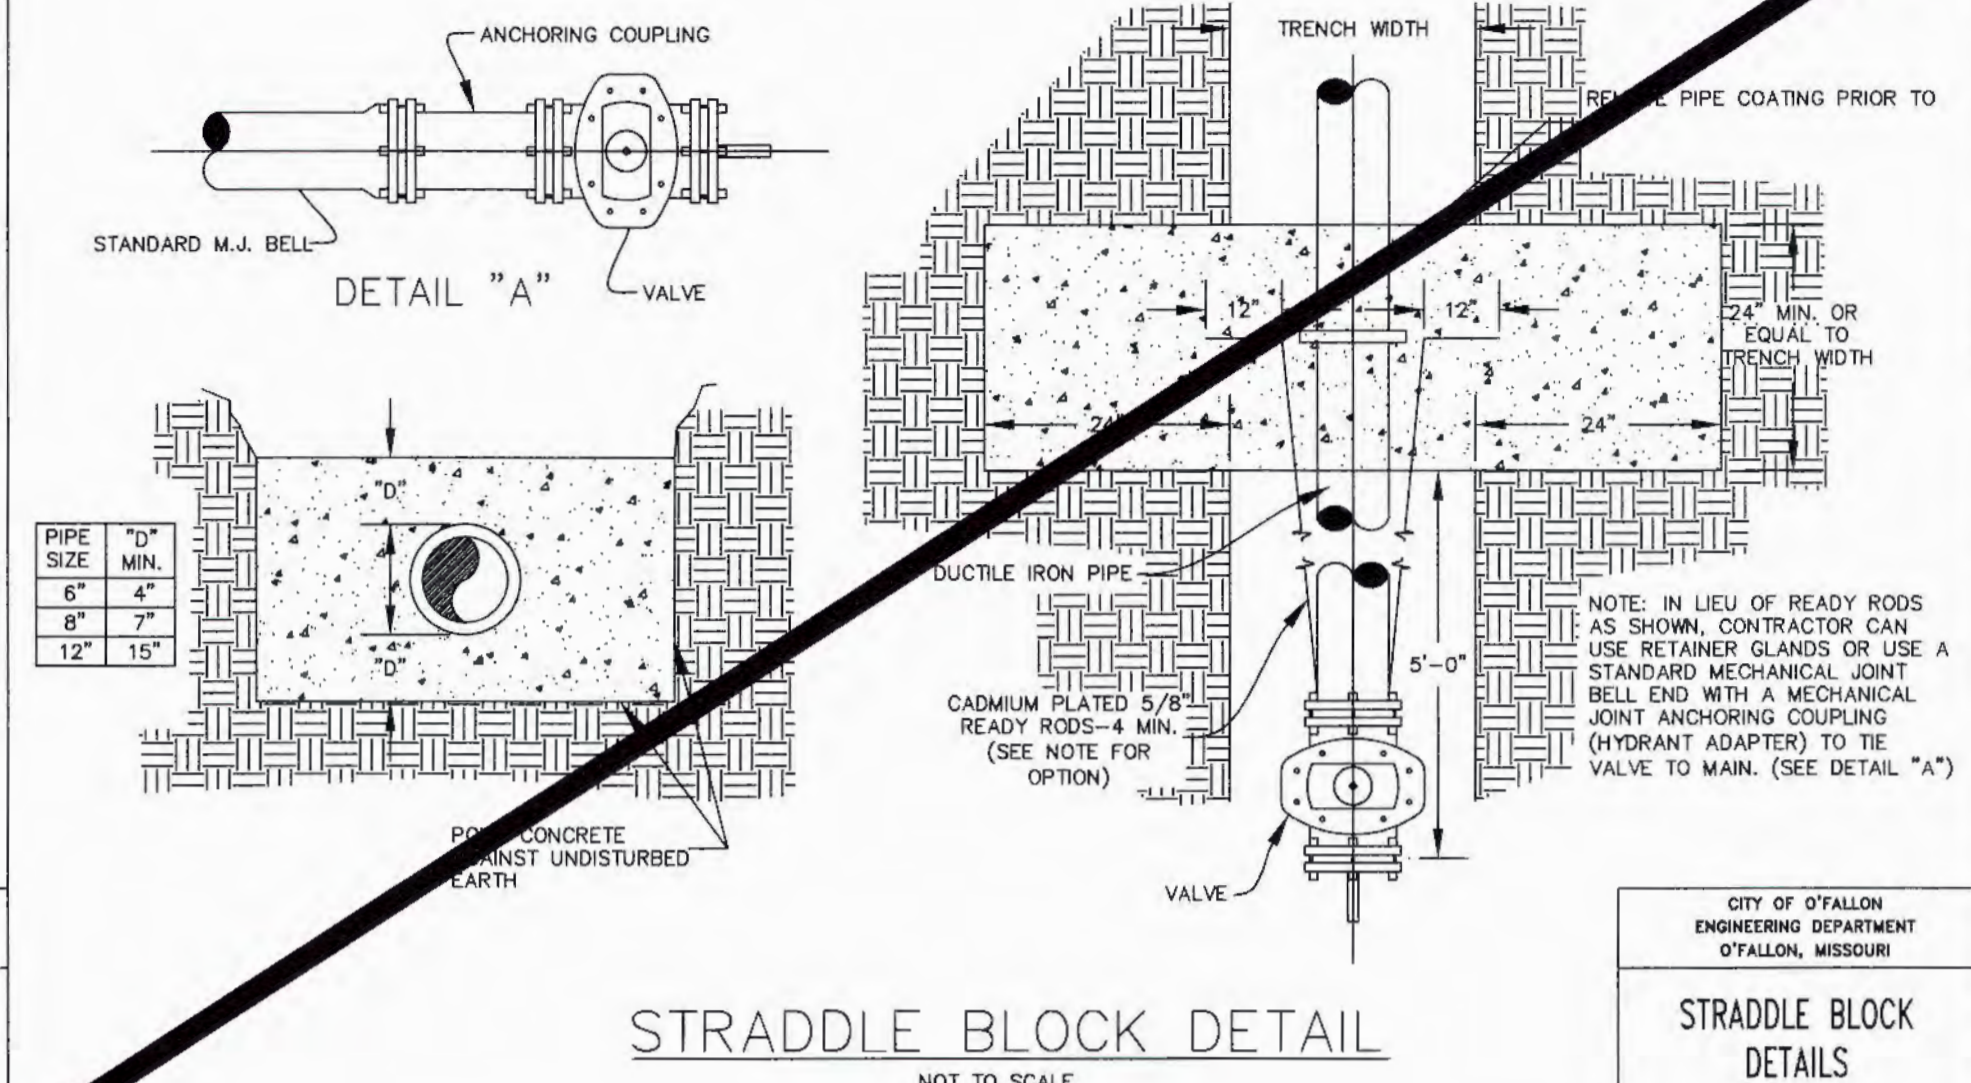 ANCHORING COUPLING
STANDARD M.J. BELL
VALVE
DETAIL "A"
TRENCH WIDTH
PIPE COATING PRIOR TO
12"
12"
24" MIN. OR
EQUAL TO
TRENCH WIDTH
24"
"D"
"D"
PIPE SIZE "D" MIN.
6" 4"
8" 7"
12" 15"
CONCRETE
UNDISTURBED
EARTH
DUCTILE IRON PIPE
CADMIUM PLATED 5/8"
READY RODS-4 MIN.
(SEE NOTE FOR
OPTION)
5'-0"
VALVE
NOTE: IN LIEU OF READY RODS
AS SHOWN, CONTRACTOR CAN
USE RETAINER GLANDS OR USE A
STANDARD MECHANICAL JOINT
BELL END WITH A MECHANICAL
JOINT ANCHORING COUPLING
(HYDRANT ADAPTER) TO TIE
VALVE TO MAIN. (SEE DETAIL "A")
STRADDLE BLOCK DETAIL
NOT TO SCALE
CITY OF O'FALLON
ENGINEERING DEPARTMENT
O'FALLON, MISSOURI
STRADDLE BLOCK
DETAILS